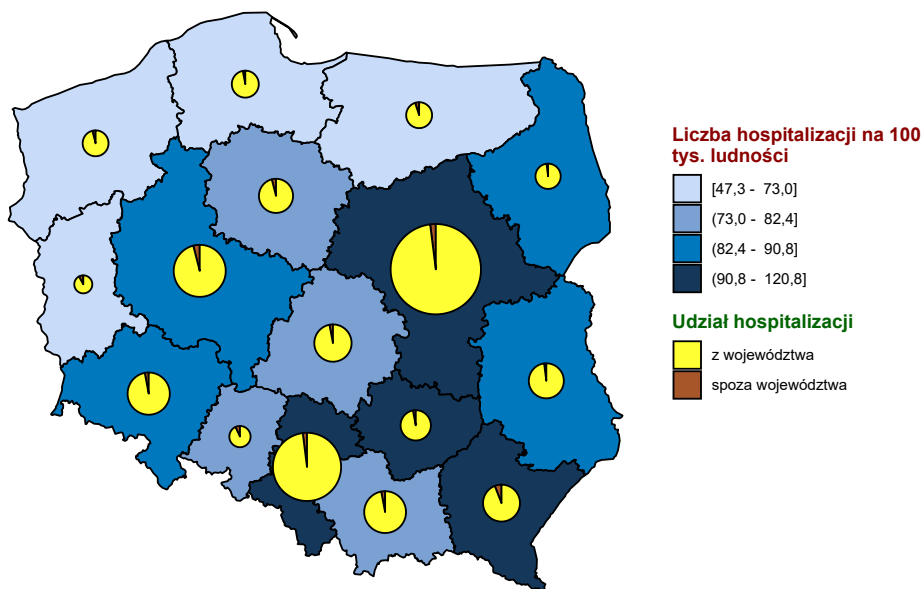 Liczba hospitalizacji na 100
tys. ludności
[47,3 - 73,0]
(73,0 - 82,4]
(82,4 - 90,8]
(90,8 - 120,8]
Udział hospitalizacji
z województwa
spoza województwa